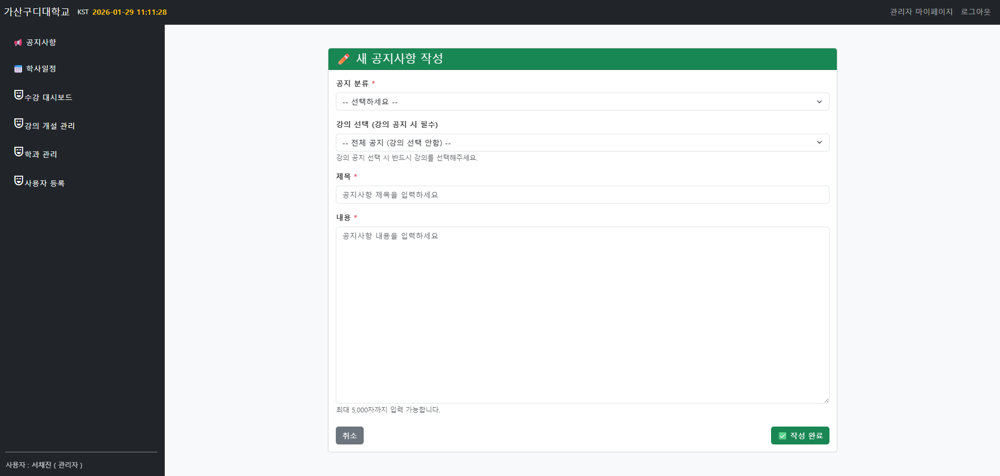 가산구디대학교 KST 2026-01-29 11:11:28
관리자 마이페이지 로그아웃
공지사항
학사일정
수강 대시보드
강의 개설 관리
학과 관리
사용자 등록
사용자 : 서채진 ( 관리자 )
새 공지사항 작성
공지 분류 *
-- 선택하세요 --
강의 선택 (강의 공지 시 필수)
-- 전체 공지 (강의 선택 안함) --
강의 공지 선택 시 반드시 강의를 선택해주세요.
제목 *
공지사항 제목을 입력하세요
내용 *
공지사항 내용을 입력하세요
최대 5,000자까지 입력 가능합니다.
취소
작성 완료